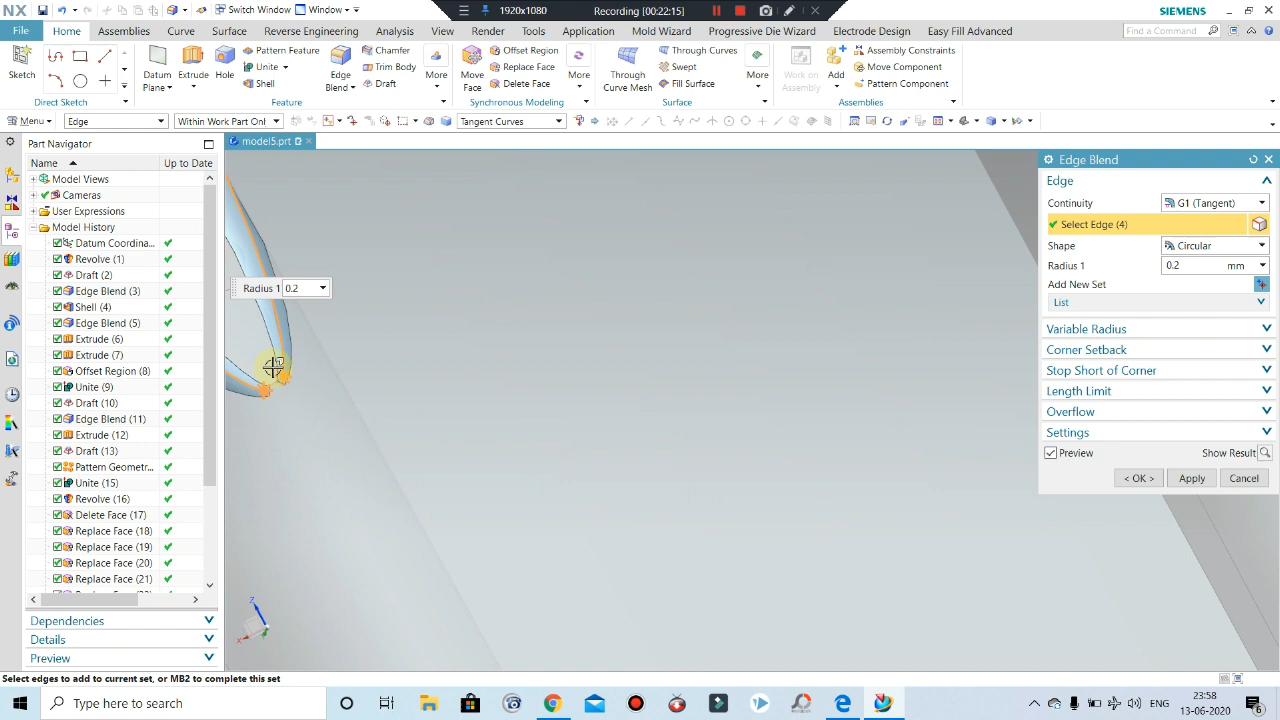 NX
Switch Window
Window
1920x1080
Recording [00:22:15]
SIEMENS
File
Home
Assemblies
Curve
Surface
Reverse Engineering
Analysis
View
Render
Tools
Application
Mold Wizard
Progressive Die Wizard
Electrode Design
Easy Fill Advanced
Find a Command
Sketch
Direct Sketch
Datum Plane
Extrude
Hole
Pattern Feature
Unite
Shell
Edge Blend
Chamfer
Trim Body
Draft
More
Feature
Move Face
Offset Region
Replace Face
Delete Face
More
Synchronous Modeling
Through Curve Mesh
Through Curves
Swept
Fill Surface
More
Surface
Work on Assembly
Add
Assembly Constraints
Move Component
Pattern Component
Assemblies
Menu
Edge
Within Work Part Onl
Tangent Curves
Part Navigator
model5.prt
Name
Up to Date
Model Views
Cameras
User Expressions
Model History
Datum Coordina...
Revolve (1)
Draft (2)
Edge Blend (3)
Shell (4)
Edge Blend (5)
Extrude (6)
Extrude (7)
Offset Region (8)
Unite (9)
Draft (10)
Edge Blend (11)
Extrude (12)
Draft (13)
Pattern Geometr...
Unite (15)
Revolve (16)
Delete Face (17)
Replace Face (18)
Replace Face (19)
Replace Face (20)
Replace Face (21)
Dependencies
Details
Preview
Radius 1 0.2
Z
X
Edge Blend
Edge
Continuity G1 (Tangent)
Select Edge (4)
Shape Circular
Radius 1 0.2 mm
Add New Set
List
Variable Radius
Corner Setback
Stop Short of Corner
Length Limit
Overflow
Settings
Preview Show Result
< OK > Apply Cancel
Select edges to add to current set, or MB2 to complete this set
Type here to search
23:58
13-06-2020
6